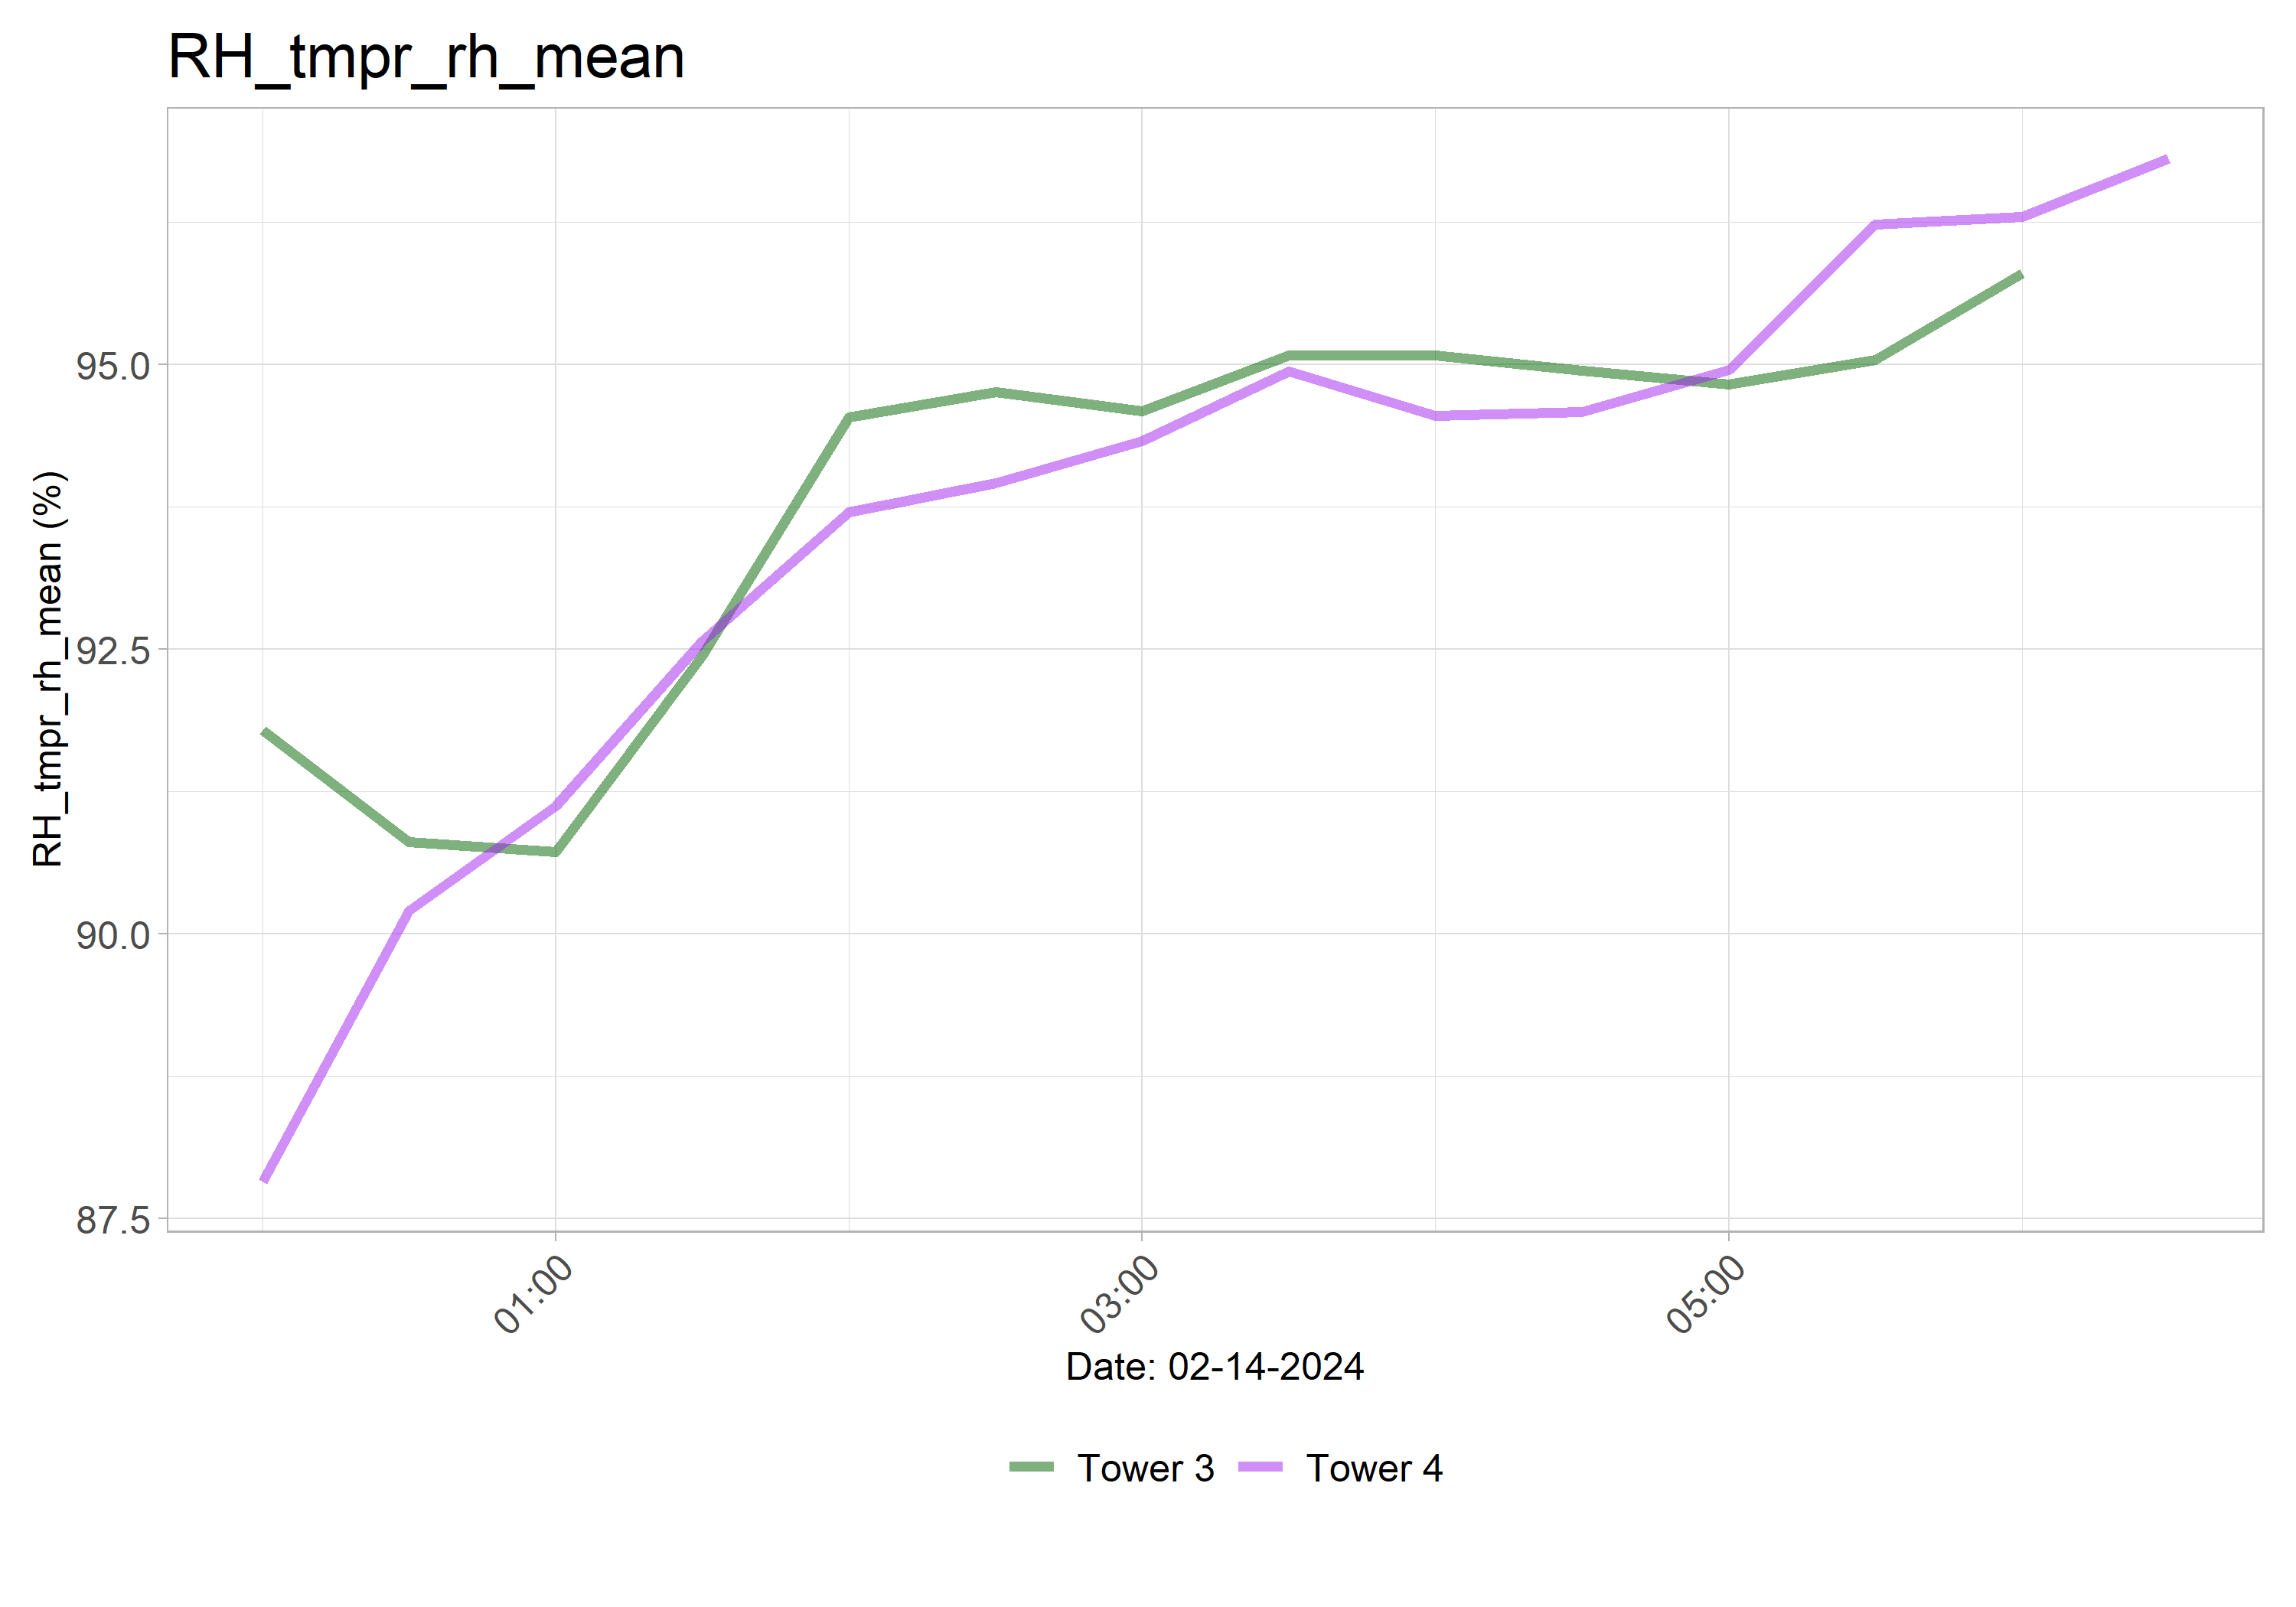 RH_tmpr_rh_mean
RH_tmpr_rh_mean (%)
95.0
92.5
90.0
87.5
01:00
03:00
05:00
Date: 02-14-2024
Tower 3
Tower 4